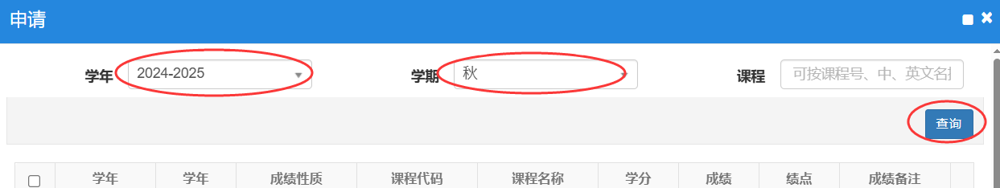 申请
学年 2024-2025 学期 秋 课程 可按课程号、中、英文名
查询
学年 学年 成绩性质 课程代码 课程名称 学分 成绩 绩点 成绩备注